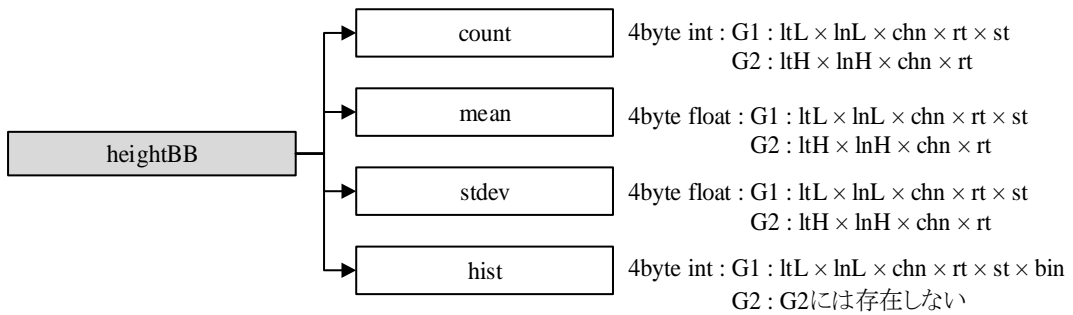 heightBB
count
4byte int : G1 : ltL × lnL × chn × rt × st
G2 : ltH × lnH × chn × rt
mean
4byte float : G1 : ltL × lnL × chn × rt × st
G2 : ltH × lnH × chn × rt
stdev
4byte float : G1 : ltL × lnL × chn × rt × st
G2 : ltH × lnH × chn × rt
hist
4byte int : G1 : ltL × lnL × chn × rt × st × bin
G2 : G2には存在しない